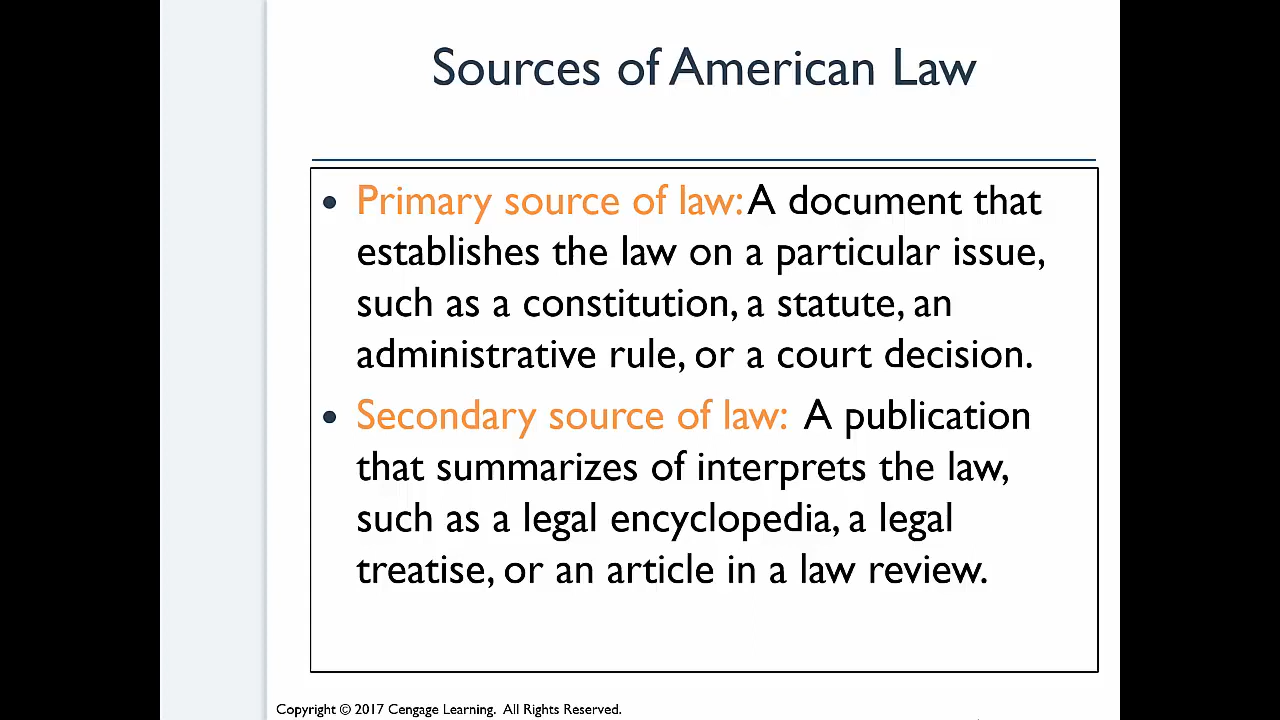 Sources of American Law
• Primary source of law: A document that
establishes the law on a particular issue,
such as a constitution, a statute, an
administrative rule, or a court decision.
• Secondary source of law: A publication
that summarizes of interprets the law,
such as a legal encyclopedia, a legal
treatise, or an article in a law review.
Copyright © 2017 Cengage Learning. All Rights Reserved.